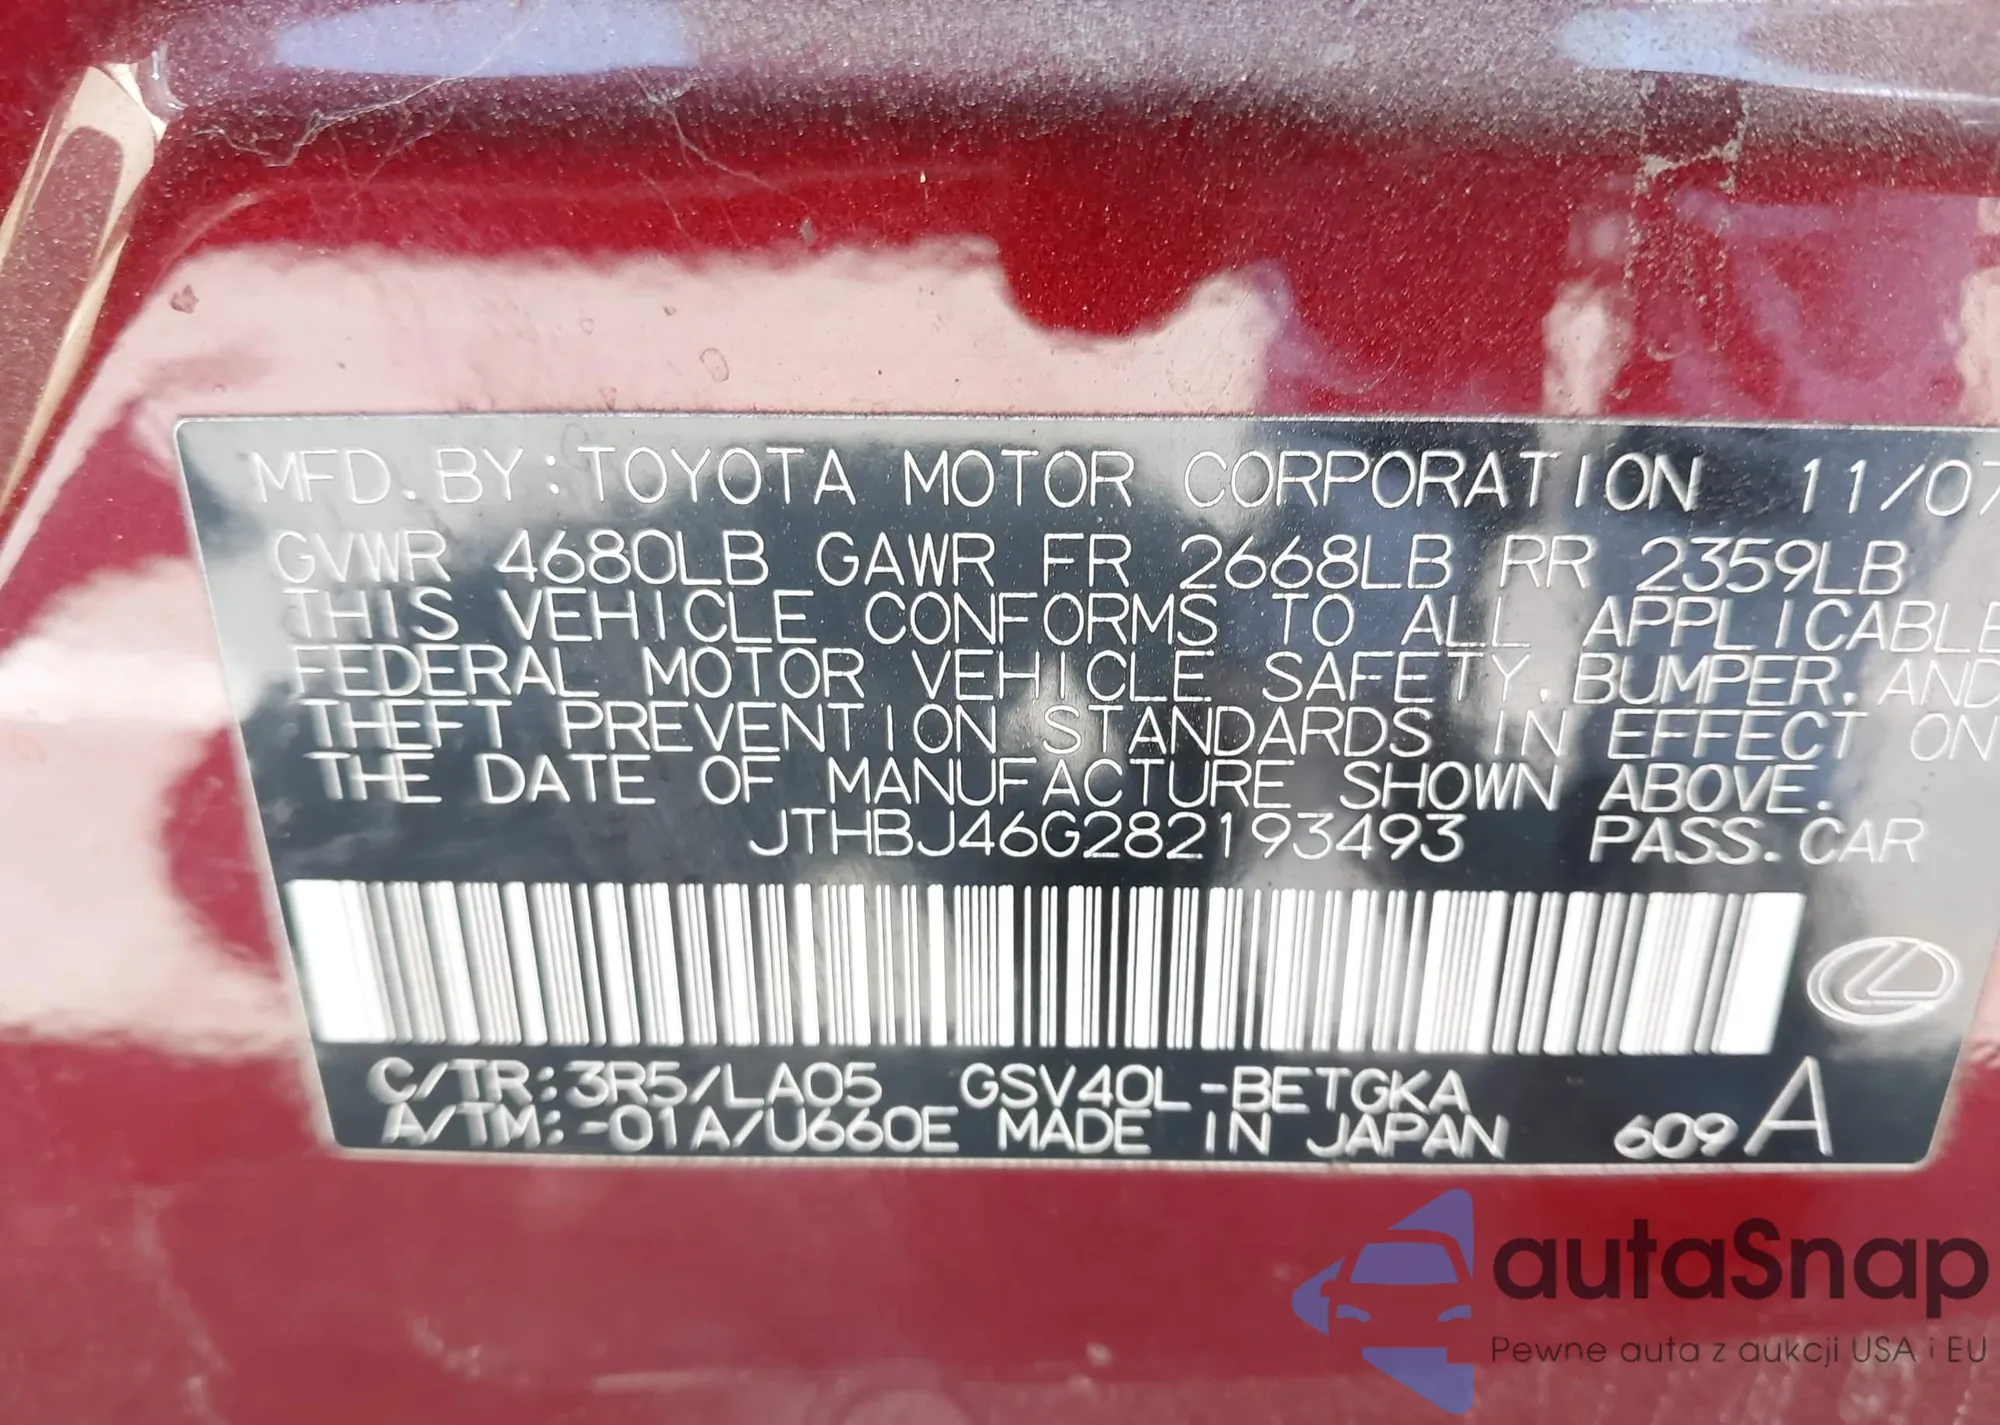 MFD. BY: TOYOTA MOTOR CORPORATION 11/07
GVWR 4680LB GAWR FR 2668LB RR 2359LB
THIS VEHICLE CONFORMS TO ALL APPLICABLE
FEDERAL MOTOR VEHICLE SAFETY, BUMPER, AND
THEFT PREVENTION STANDARDS IN EFFECT ON
THE DATE OF MANUFACTURE SHOWN ABOVE.
JTHBJ46G282193493 PASS. CAR
C/TR: 3R5/LA05 GSV40L-BETGKA
A/TM: -01A/U660E MADE IN JAPAN 609 A
autaSnap
Pewne auta z aukcji USA i EU